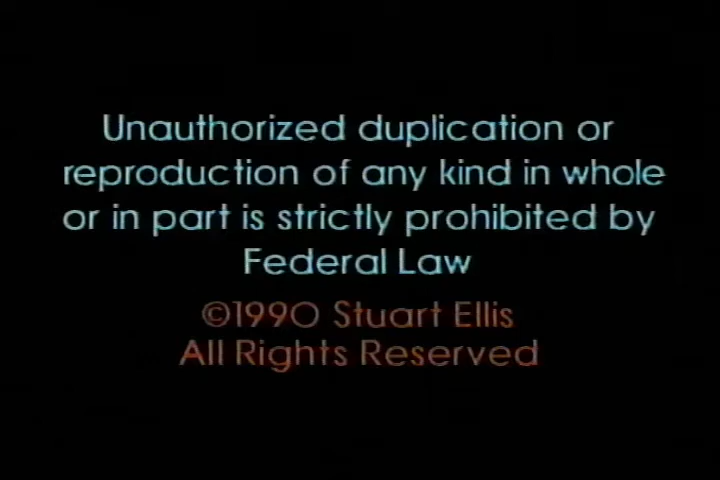 Unauthorized duplication or
reproduction of any kind in whole
or in part is strictly prohibited by
Federal Law
©1990 Stuart Ellis
All Rights Reserved